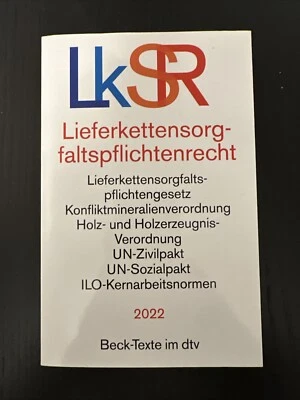 LkSR
Lieferkettensorg-
faltspflichtenrecht
Lieferkettensorgfalts-
pflichtengesetz
Konfliktmineralienverordnung
Holz- und Holzerzeugnis-
Verordnung
UN-Zivilpakt
UN-Sozialpakt
ILO-Kernarbeitsnormen
2022
Beck-Texte im dtv